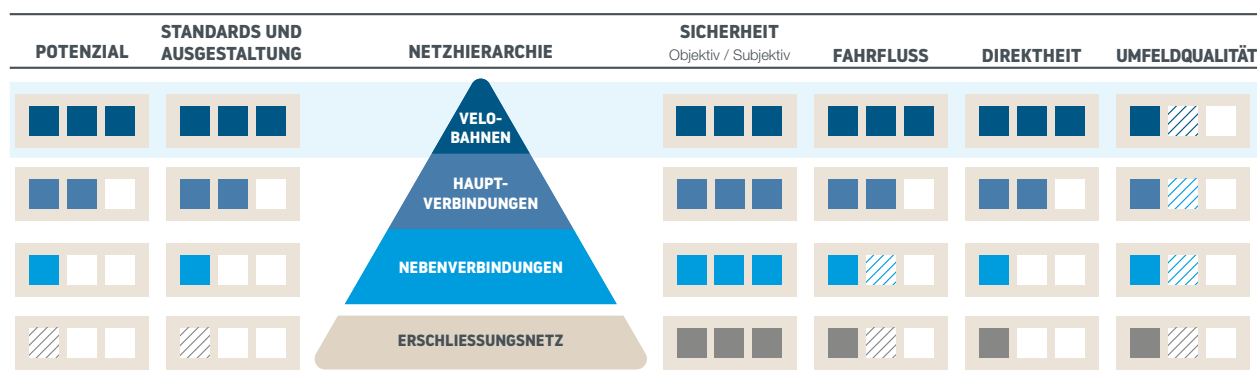 POTENZIAL
STANDARDS UND
AUSGESTALTUNG
NETZHIERARCHIE
SICHERHEIT
Objektiv / Subjektiv
FAHRFLUSS
DIREKTHEIT
UMFELDQUALITÄT
VELO-
BAHNEN
HAUPT-
VERBINDUNGEN
NEBENVERBINDUNGEN
ERSCHLIESSUNGSNETZ